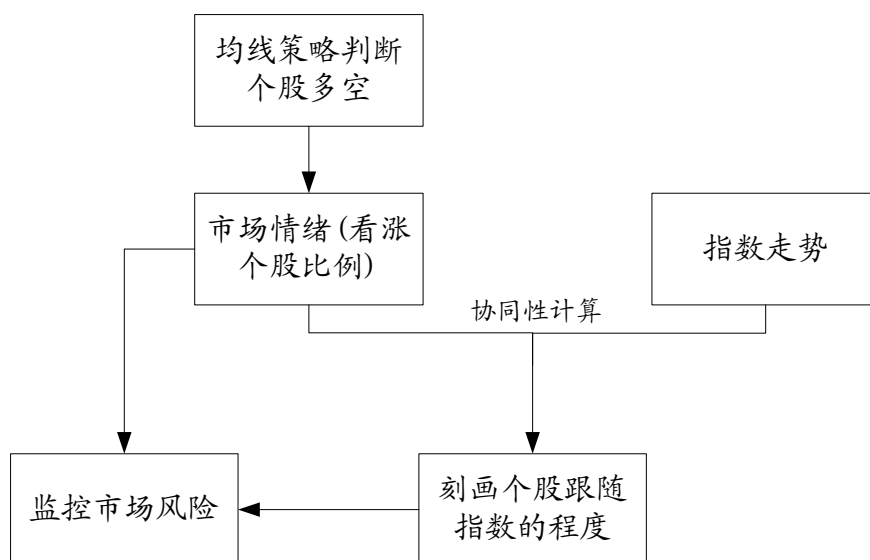 均线策略判断
个股多空
市场情绪(看涨
个股比例)
指数走势
协同性计算
监控市场风险
刻画个股跟随
指数的程度